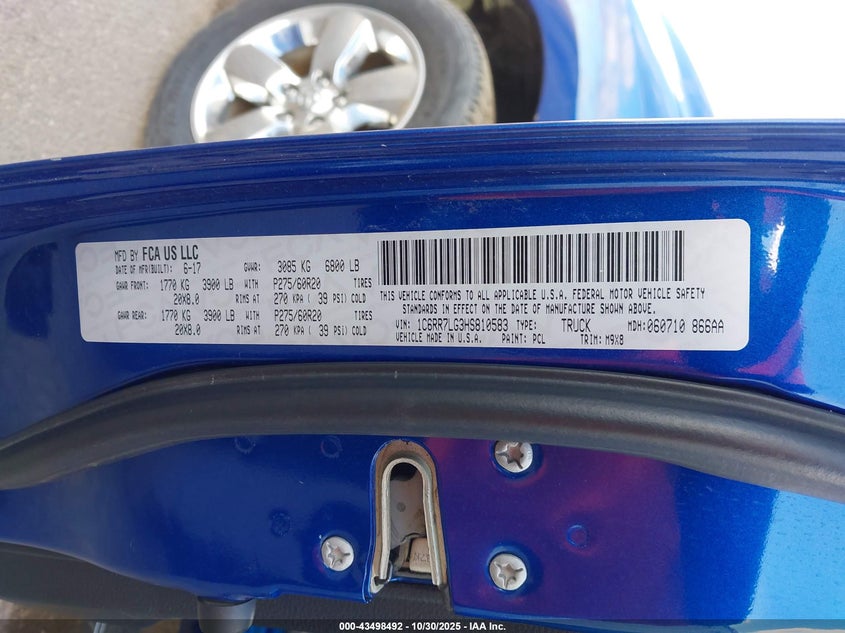 MFD BY FCA US LLC
DATE OF MFR(BUILT): 6-17 GVWR: 3085 KG 6800 LB
GAWR FRONT: 1770 KG 3900 LB WITH P275/60R20 TIRES
20X8.0 RIMS AT 270 KPA ( 39 PSI) COLD
GAWR REAR: 1770 KG 3900 LB WITH P275/60R20 TIRES
20X8.0 RIMS AT 270 KPA ( 39 PSI) COLD
THIS VEHICLE CONFORMS TO ALL APPLICABLE U.S.A. FEDERAL MOTOR VEHICLE SAFETY
STANDARDS IN EFFECT ON THE DATE OF MANUFACTURE SHOWN ABOVE.
VIN: 1C6RR7LG3HS810583 TYPE: TRUCK MDH:060710 866AA
VEHICLE MADE IN U.S.A. PAINT: PCL TRIM: M9X8
000-43498492 - 10/30/2025 - IAA Inc.